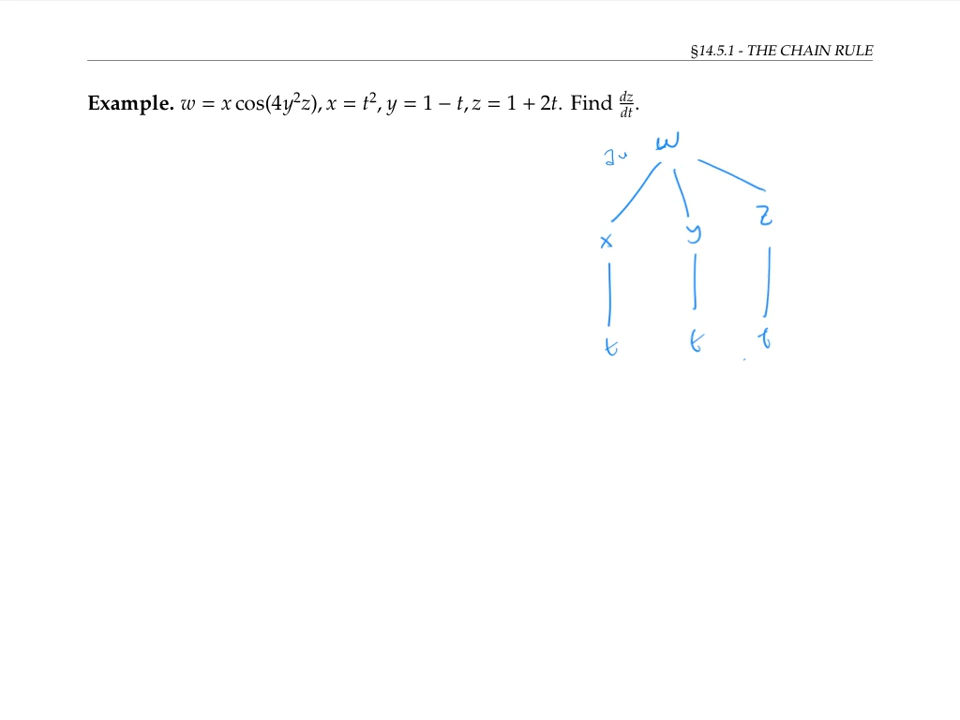 §14.5.1 - THE CHAIN RULE
Example. w = x cos(4y²z), x = t², y = 1 − t, z = 1 + 2t. Find dz/dt.
w
z
x y
t t t